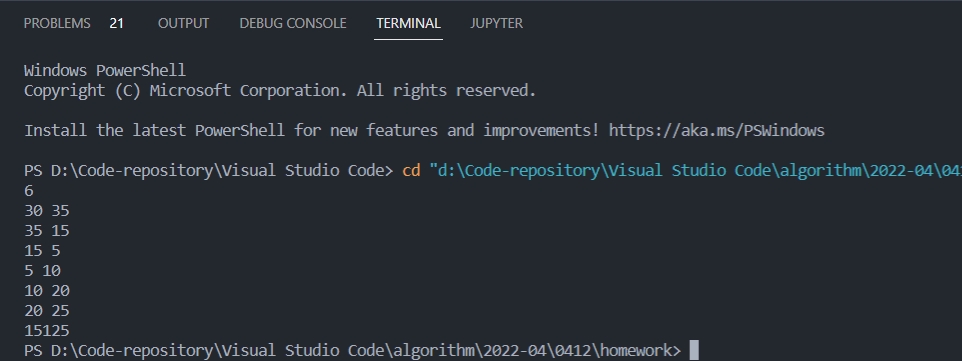 PROBLEMS 21 OUTPUT DEBUG CONSOLE TERMINAL JUPYTER
Windows PowerShell
Copyright (C) Microsoft Corporation. All rights reserved.
Install the latest PowerShell for new features and improvements! https://aka.ms/PSWindows
PS D:\Code-repository\Visual Studio Code> cd "d:\Code-repository\Visual Studio Code\algorithm\2022-04\041
6
30 35
35 15
15 5
5 10
10 20
20 25
15125
PS D:\Code-repository\Visual Studio Code\algorithm\2022-04\0412\homework>